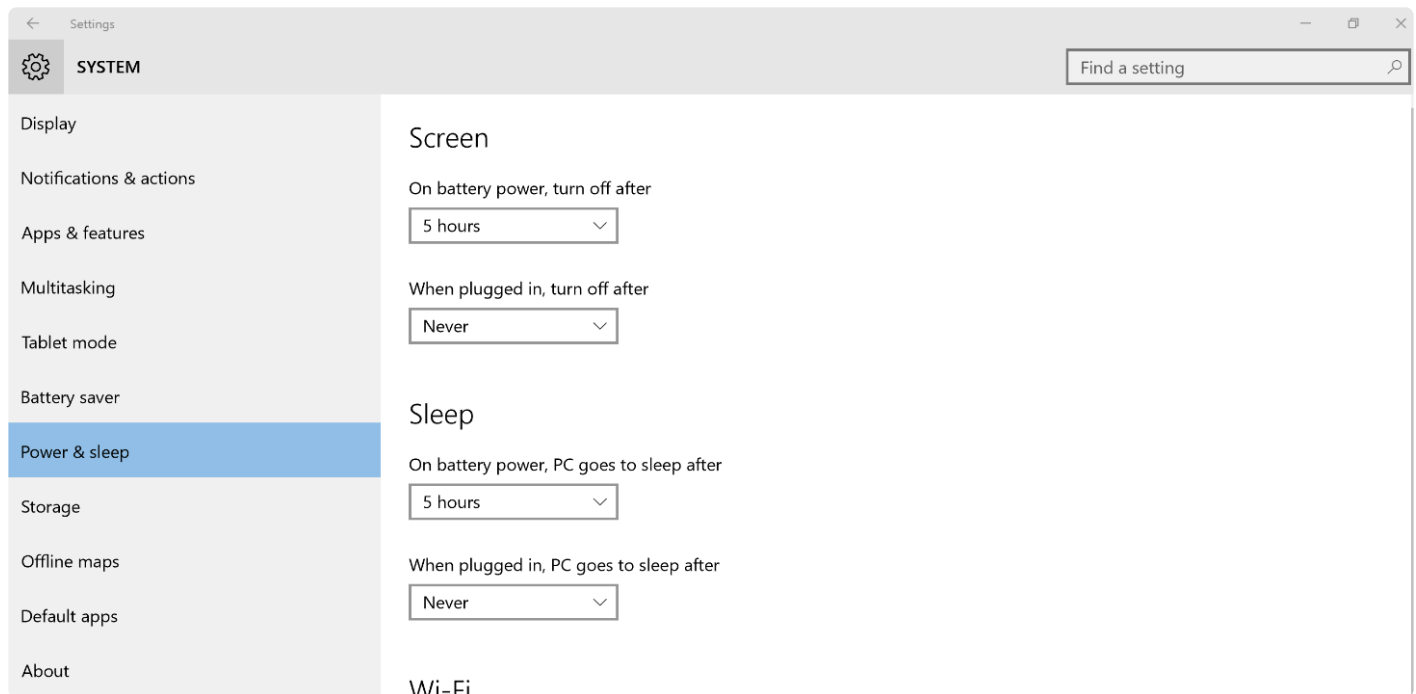 Settings
SYSTEM
Find a setting
Display
Notifications & actions
Apps & features
Multitasking
Tablet mode
Battery saver
Power & sleep
Storage
Offline maps
Default apps
About
Screen
On battery power, turn off after
5 hours
When plugged in, turn off after
Never
Sleep
On battery power, PC goes to sleep after
5 hours
When plugged in, PC goes to sleep after
Never
Wi-Fi